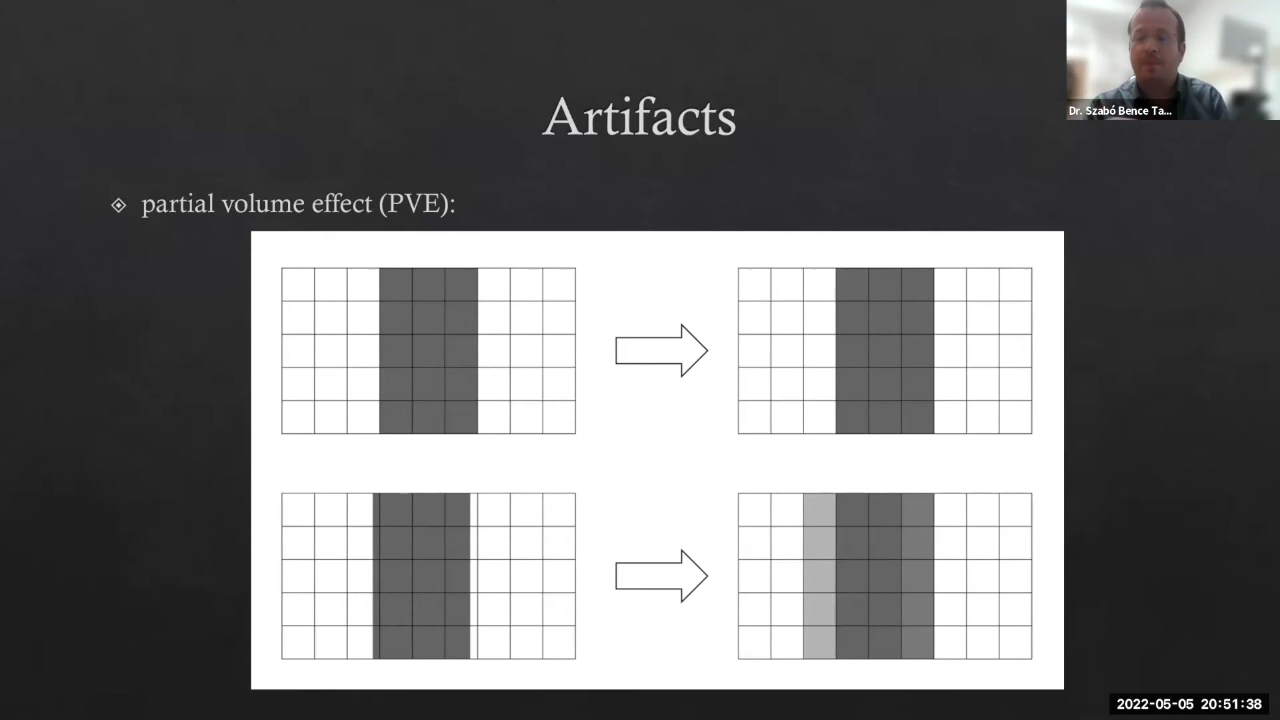 Dr. Szabó Bence Ta...
Artifacts
partial volume effect (PVE):
2022-05-05 20:51:38